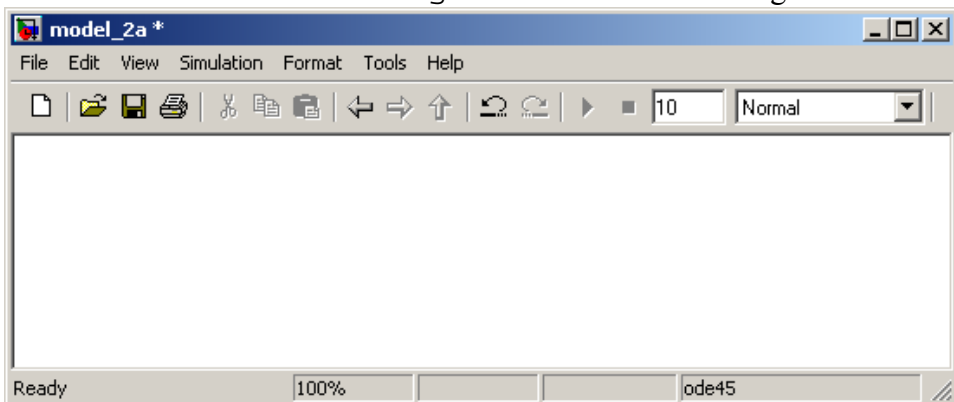 model_2a *
File Edit View Simulation Format Tools Help
10 Normal
Ready 100% ode45